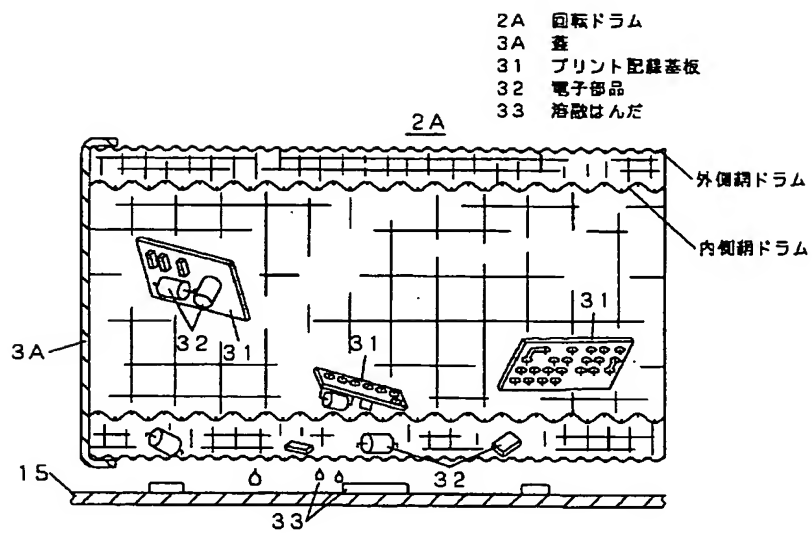 2A 回転ドラム
3A 蓋
31 プリント配線基板
32 電子部品
33 溶融はんだ
2A
外側網ドラム
内側網ドラム
31
32 31
31
3A
15
32
33